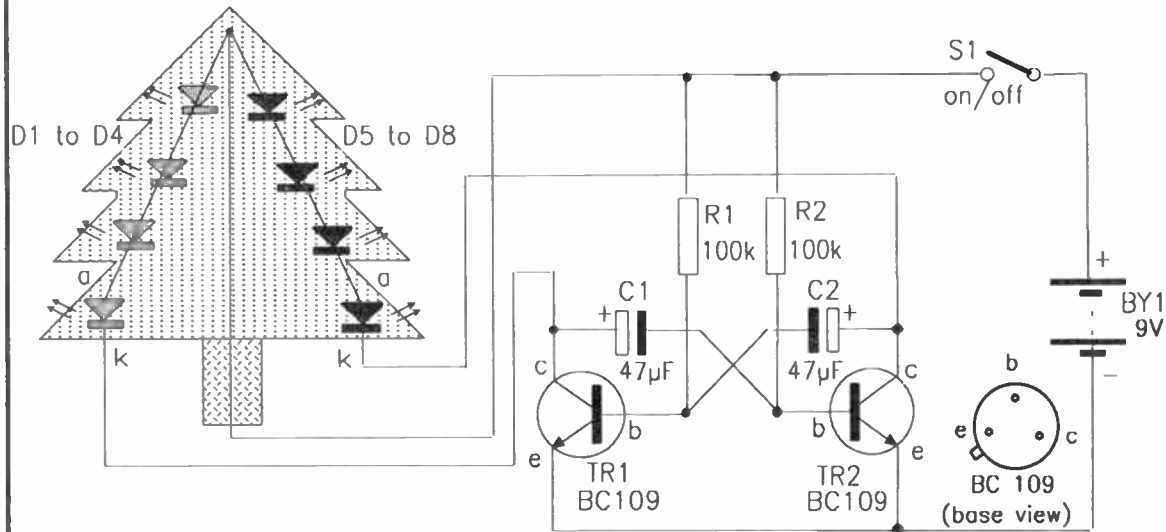 S1
on/off
D1 to D4
D5 to D8
R1
100k
R2
100k
a
a
k
k
C1
+
47µF
C2
+
47µF
+
BY1
9V
−
c
b
e
TR1
BC109
c
b
e
TR2
BC109
b
e
c
BC 109
(base view)